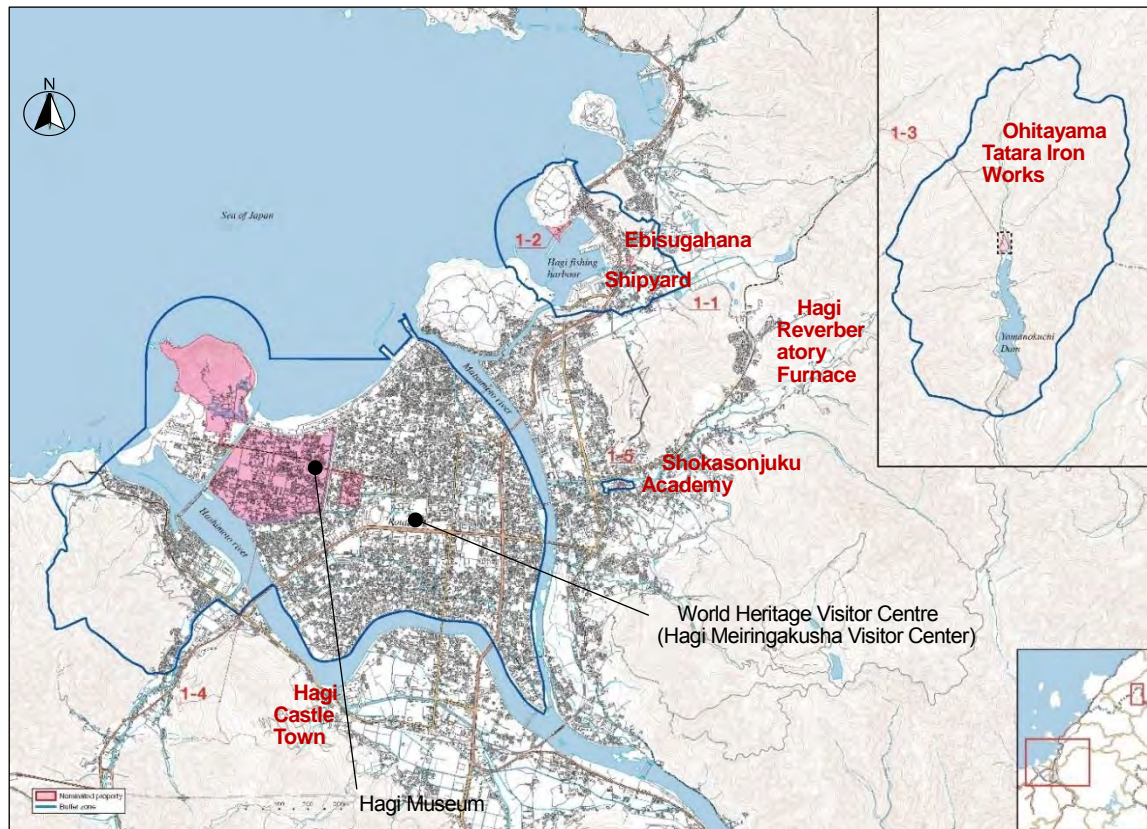 N
Sea of Japan
1-2
Hagi fishing
harbour
Ebisugahana
Shipyard
1-1
Hagi
Reverber
atory
Furnace
1-3
Ohitayama
Tatara Iron
Works
Yamanokuchi
Dam
Matsumoto river
1-5
Shokasonjuku
Academy
Hashimoto river
World Heritage Visitor Centre
(Hagi Meiringakusha Visitor Center)
1-4
Hagi
Castle
Town
Hagi Museum
Nominated property
Buffer zone